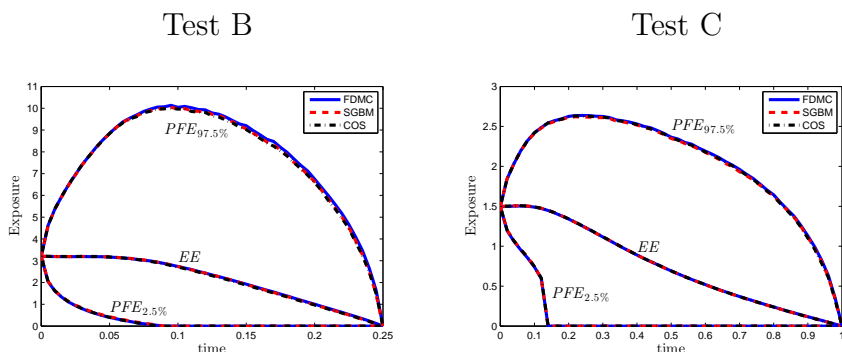 Test B
Test C
11
10
9
8
7
6
5
4
3
2
1
0
Exposure
FDMC
SGBM
COS
PFE97.5%
EE
PFE2.5%
0 0.05 0.1 0.15 0.2 0.25
time
3
2.5
2
1.5
1
0.5
0
Exposure
FDMC
SGBM
COS
PFE97.5%
EE
PFE2.5%
0 0.1 0.2 0.3 0.4 0.5 0.6 0.7 0.8 0.9 1
time